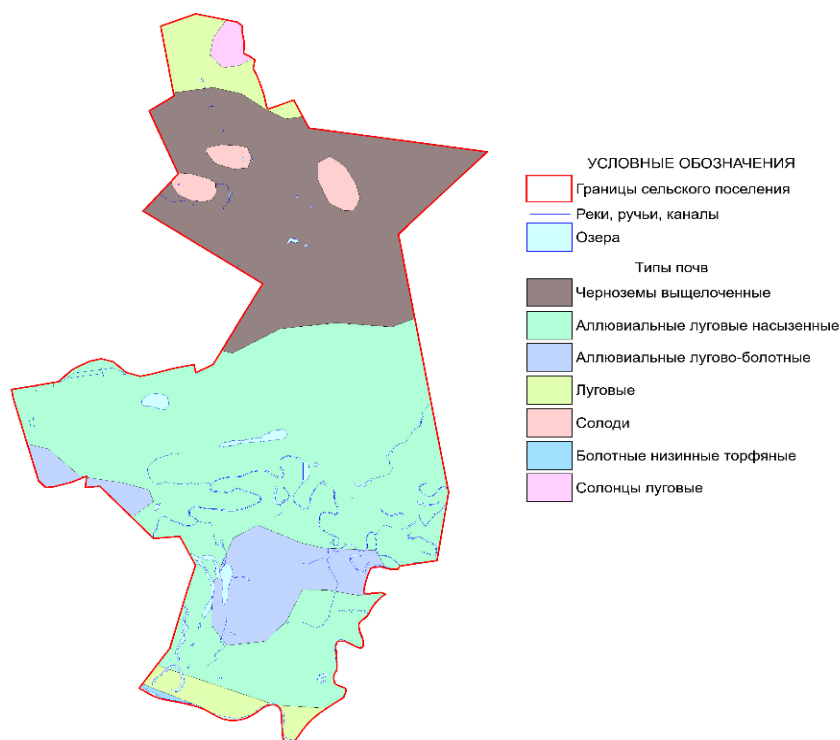 УСЛОВНЫЕ ОБОЗНАЧЕНИЯ
Границы сельского поселения
Реки, ручьи, каналы
Озера
Типы почв
Черноземы выщелоченные
Аллювиальные луговые насызенные
Аллювиальные лугово-болотные
Луговые
Солоди
Болотные низинные торфяные
Солонцы луговые